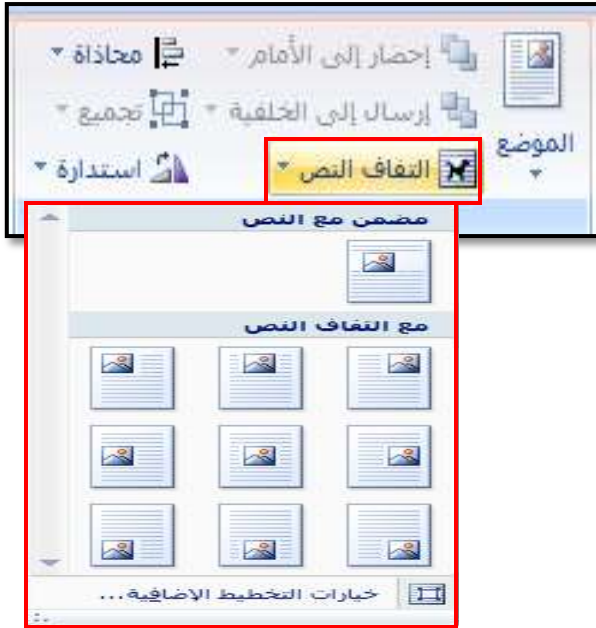 الموضع
إحضار إلى الأمام
محاذاة
إرسال إلى الخلفية
تجميع
التفاف النص
استدارة
مضمن مع النص
مع التفاف النص
خيارات التخطيط الإضافية...